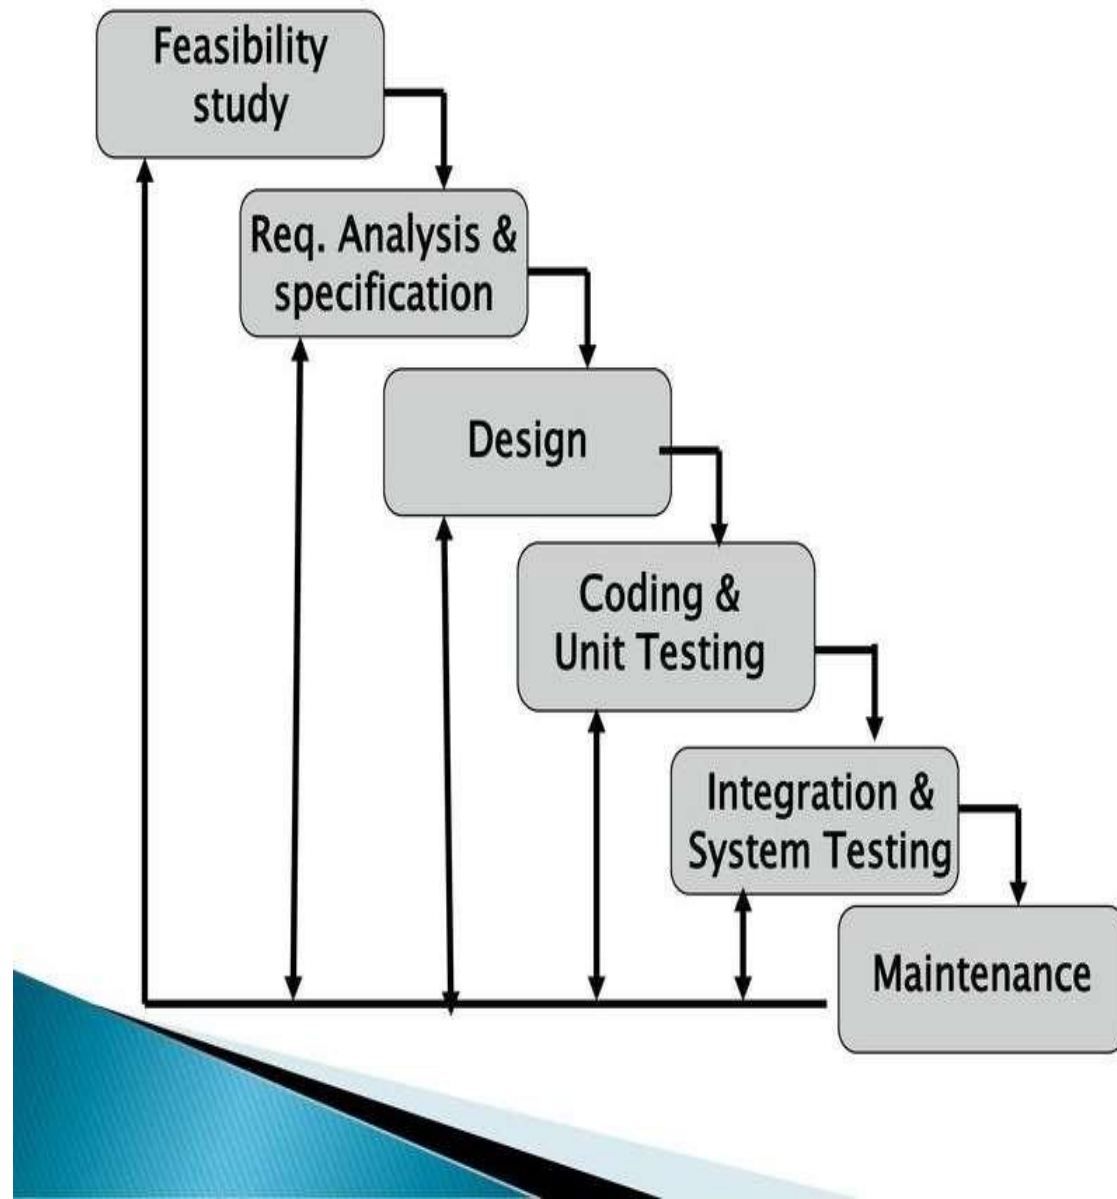 Feasibility
study
Req. Analysis &
specification
Design
Coding &
Unit Testing
Integration &
System Testing
Maintenance